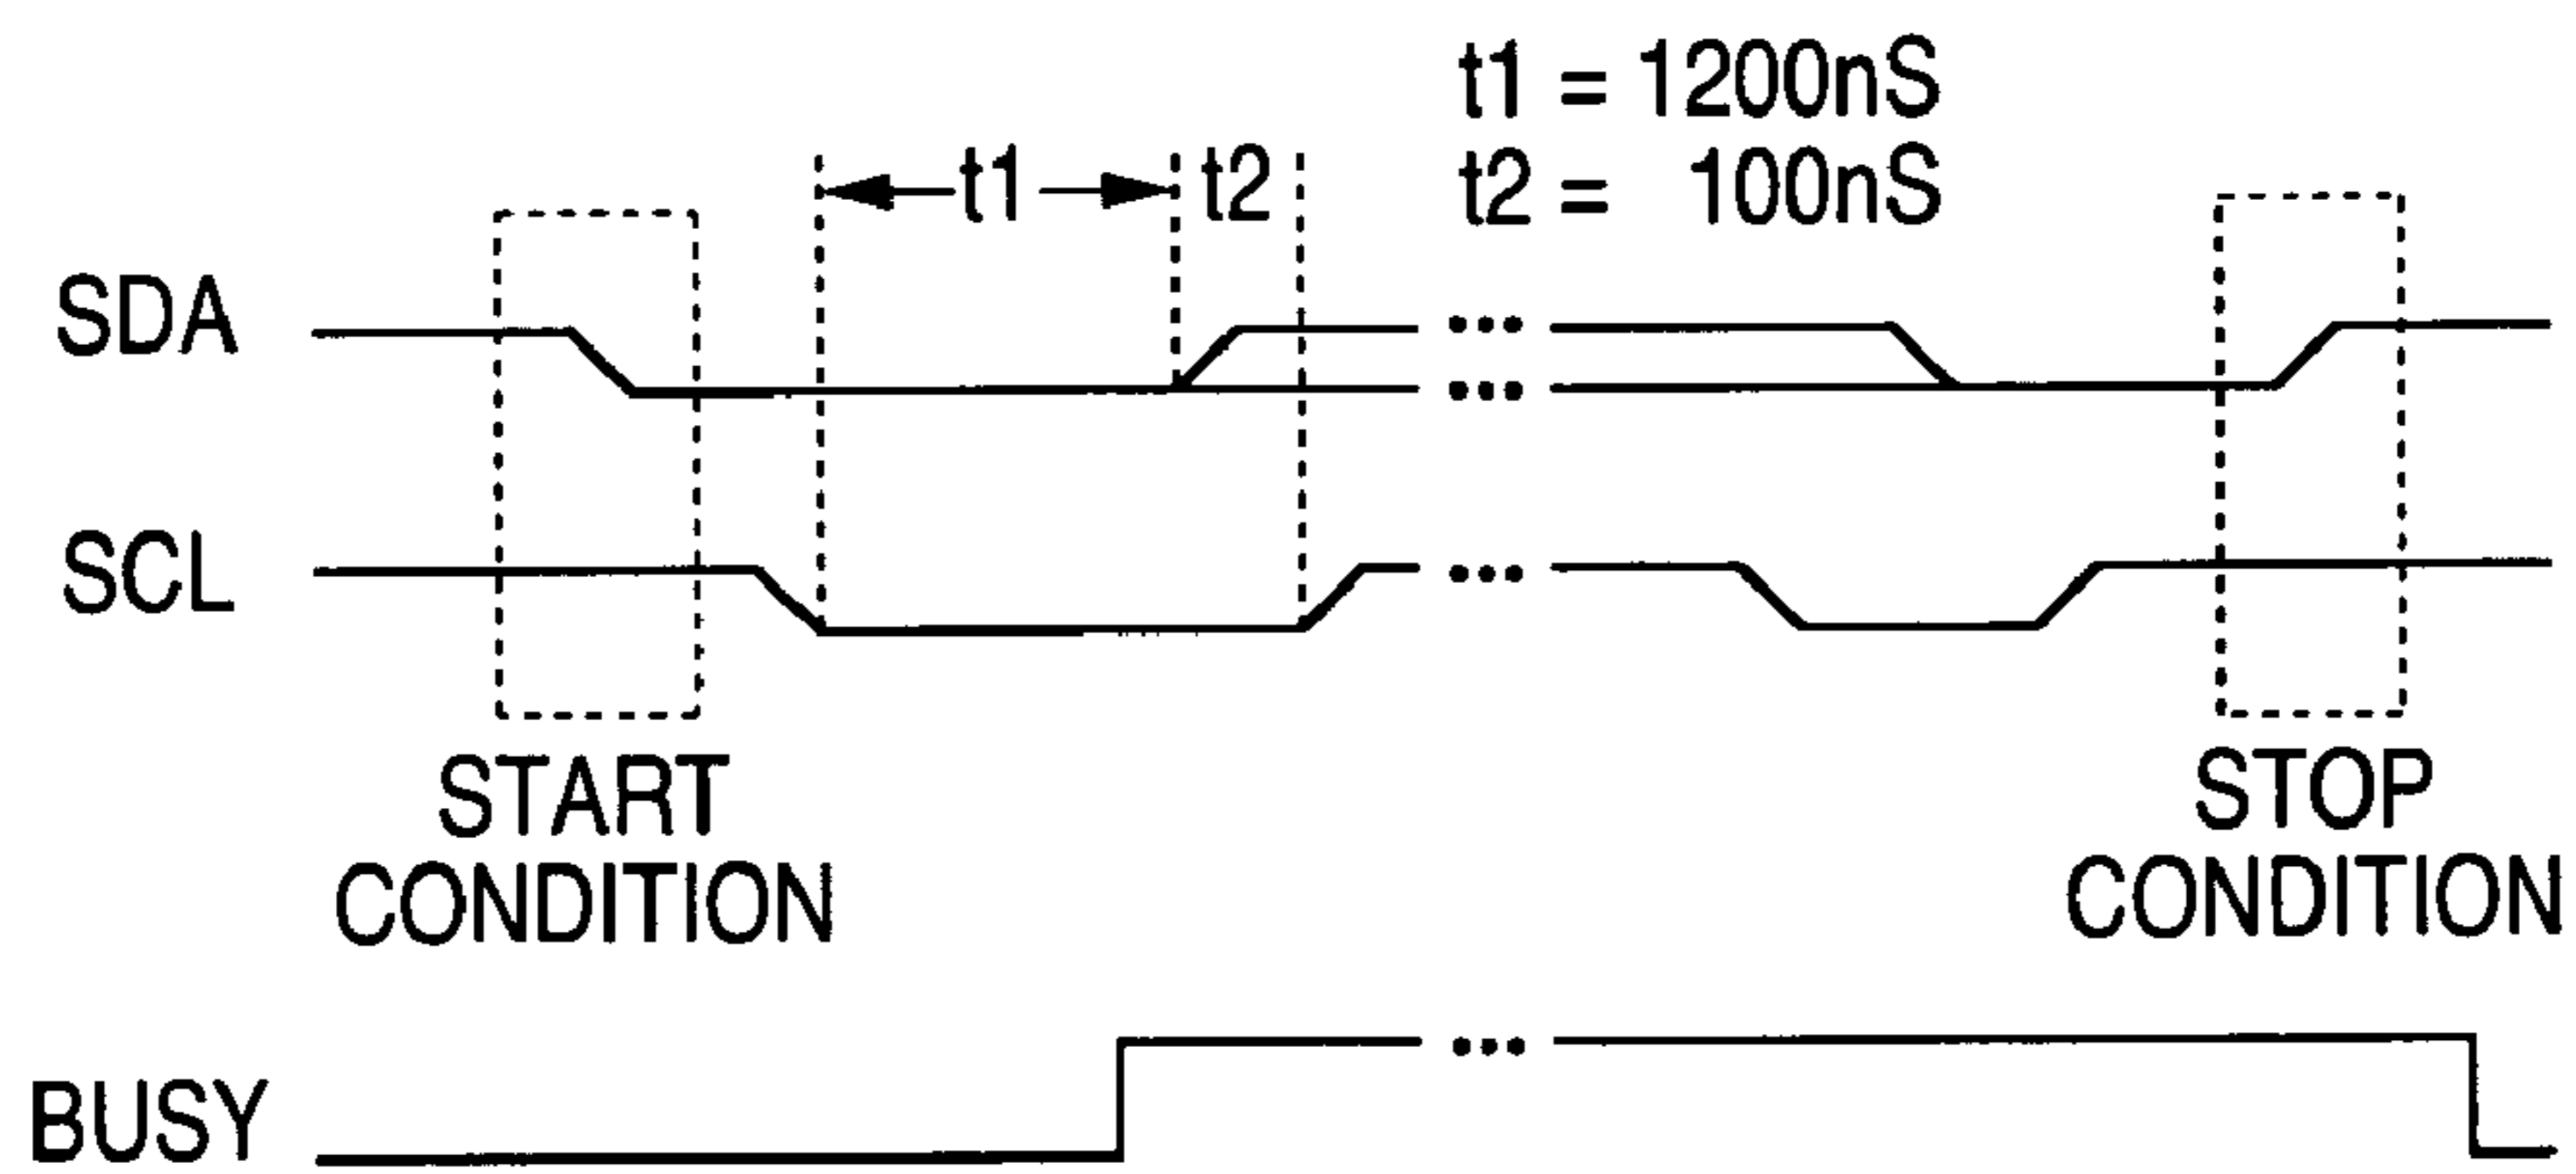 t1 = 1200nS
t1 t2
t2 = 100nS
SDA
SCL
START
CONDITION
STOP
CONDITION
BUSY